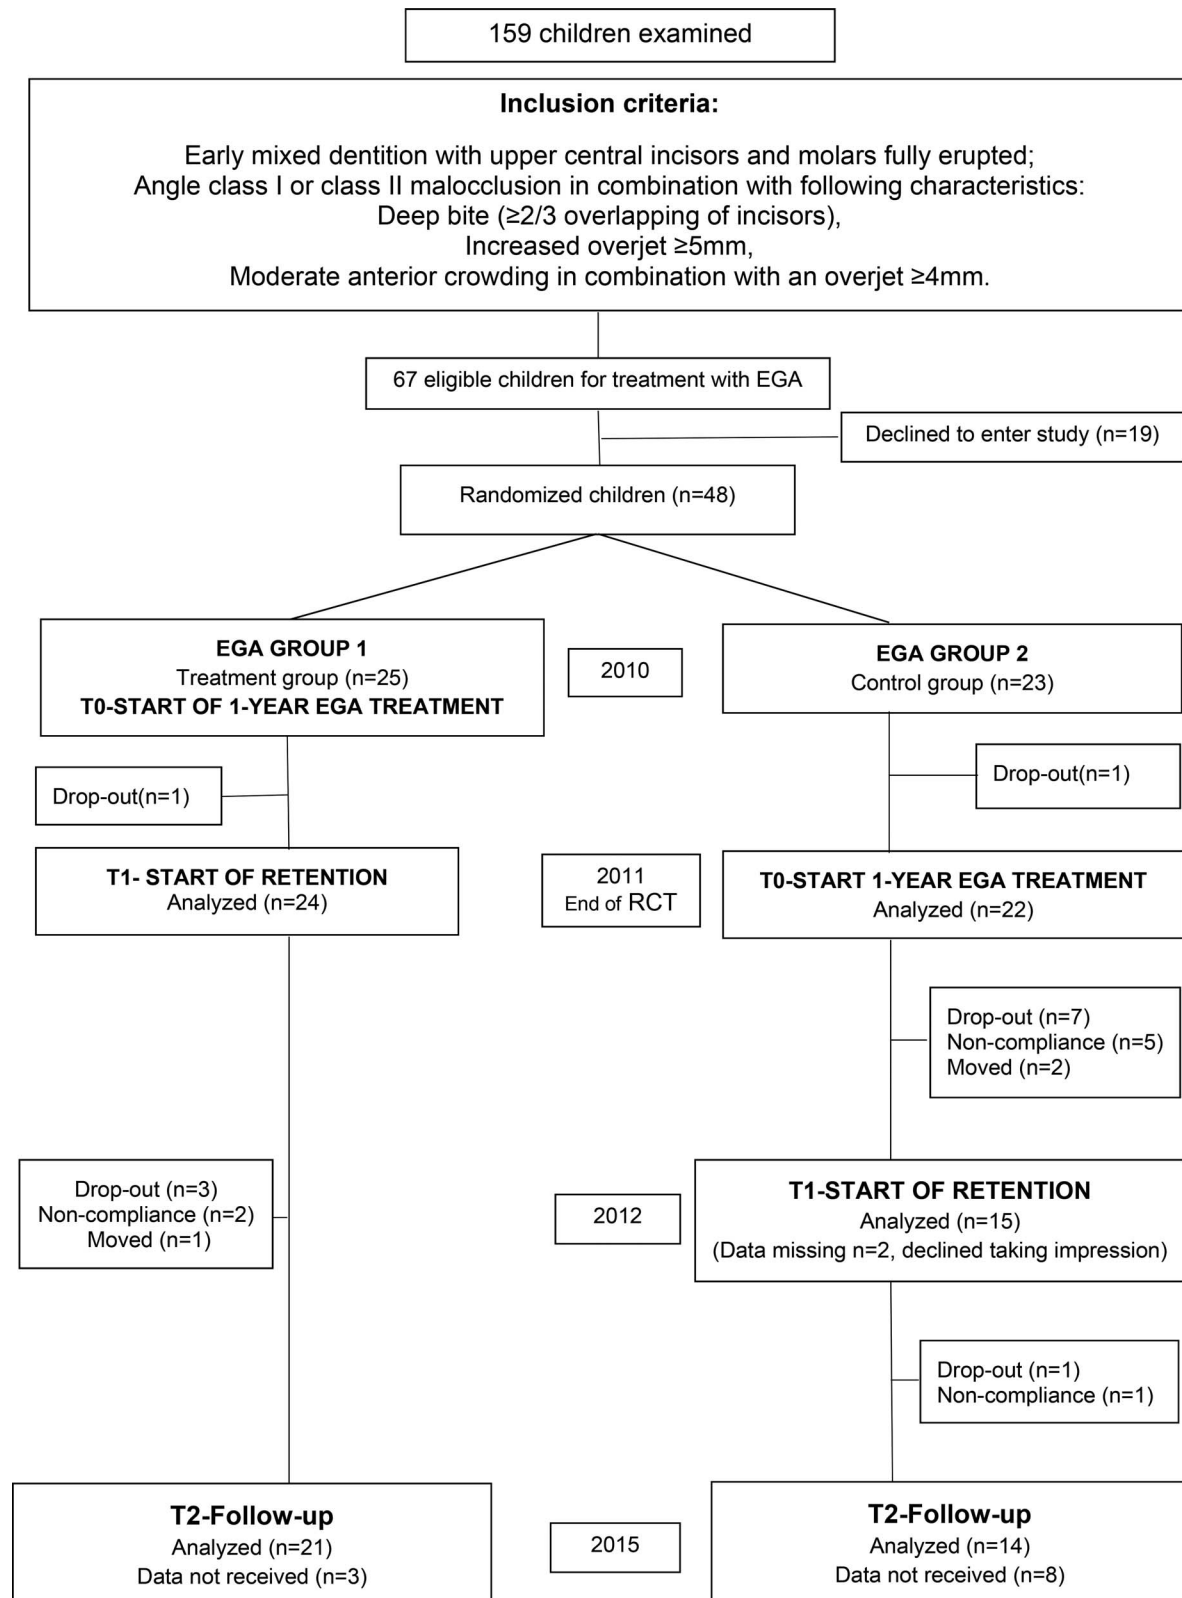 159 children examined
Inclusion criteria:
Early mixed dentition with upper central incisors and molars fully erupted;
Angle class I or class II malocclusion in combination with following characteristics:
Deep bite (≥2/3 overlapping of incisors),
Increased overjet ≥5mm,
Moderate anterior crowding in combination with an overjet ≥4mm.
67 eligible children for treatment with EGA
Declined to enter study (n=19)
Randomized children (n=48)
EGA GROUP 1
Treatment group (n=25)
T0-START OF 1-YEAR EGA TREATMENT
2010
EGA GROUP 2
Control group (n=23)
Drop-out(n=1)
Drop-out(n=1)
T1- START OF RETENTION
Analyzed (n=24)
2011
End of RCT
T0-START 1-YEAR EGA TREATMENT
Analyzed (n=22)
Drop-out (n=7)
Non-compliance (n=5)
Moved (n=2)
Drop-out (n=3)
Non-compliance (n=2)
Moved (n=1)
2012
T1-START OF RETENTION
Analyzed (n=15)
(Data missing n=2, declined taking impression)
Drop-out (n=1)
Non-compliance (n=1)
T2-Follow-up
Analyzed (n=21)
Data not received (n=3)
2015
T2-Follow-up
Analyzed (n=14)
Data not received (n=8)